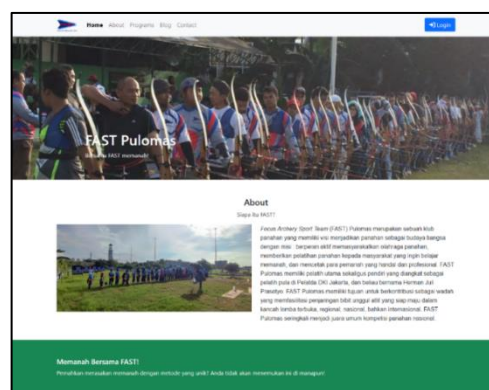 Home About Programs Blog Contact
Login
FAST Pulomas
Bersama FAST memanah!
About
Siapa itu FAST?
Focus Archery Sport Team (FAST) Pulomas merupakan sebuah klub
panahan yang memiliki visi menjadikan panahan sebagai budaya bangsa
dengan misi : berperan aktif memasyarakatkan olahraga panahan,
memberikan pelatihan panahan kepada masyarakat yang ingin belajar
memanah, dan mencetak para pemanah yang handal dan profesional. FAST
Pulomas memiliki pelatih utama sekaligus pendiri yang diangkat sebagai
pelatih pula di Pelatda DKI Jakarta, dan beliau bernama Herman Jati
Prasetyo. FAST Pulomas memiliki tujuan untuk berkontribusi sebagai wadah
yang memfasilitasi penjaringan bibit unggul atlit yang siap maju dalam
kancah lomba terbuka, regional, nasional, bahkan internasional. FAST
Pulomas seringkali menjadi juara umum kompetisi panahan nasional.
Memanah Bersama FAST!
Pernahkan merasakan memanah dengan metode yang unik? Anda tidak akan menemukan ini di manapun!